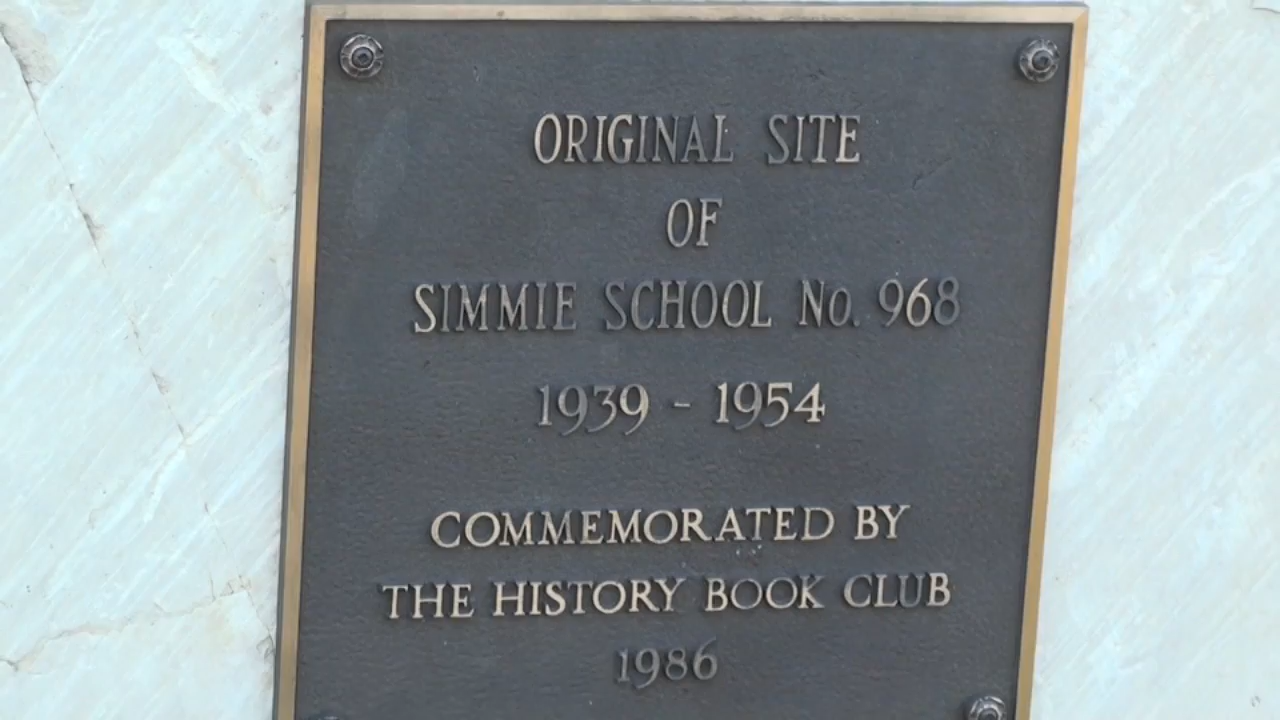 ORIGINAL SITE
OF
SIMMIE SCHOOL No. 968
1939 - 1954
COMMEMORATED BY
THE HISTORY BOOK CLUB
1986